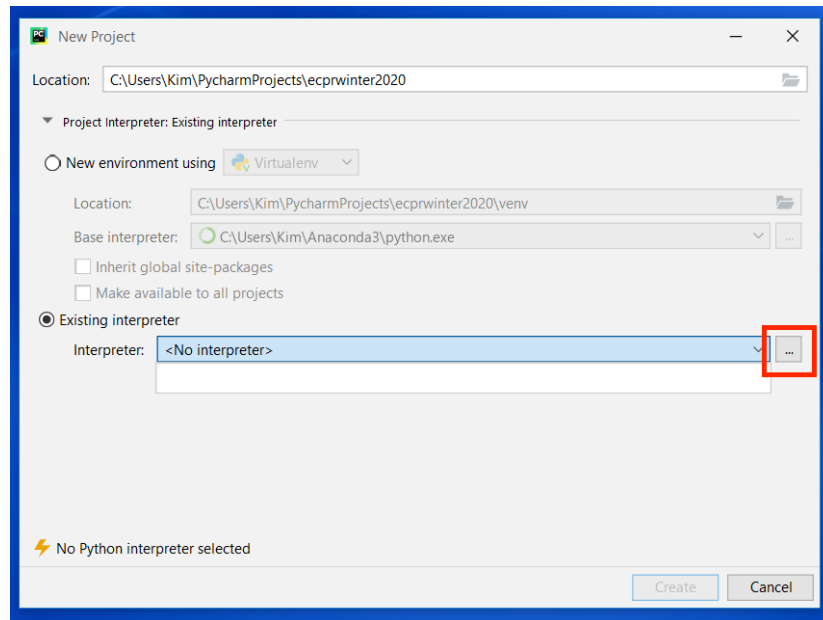 PC New Project
Location: C:\Users\Kim\PycharmProjects\ecprwinter2020
Project Interpreter: Existing interpreter
New environment using Virtualenv
Location: C:\Users\Kim\PycharmProjects\ecprwinter2020\venv
Base interpreter: C:\Users\Kim\Anaconda3\python.exe ...
Inherit global site-packages
Make available to all projects
Existing interpreter
Interpreter: <No interpreter> ...
No Python interpreter selected
Create Cancel